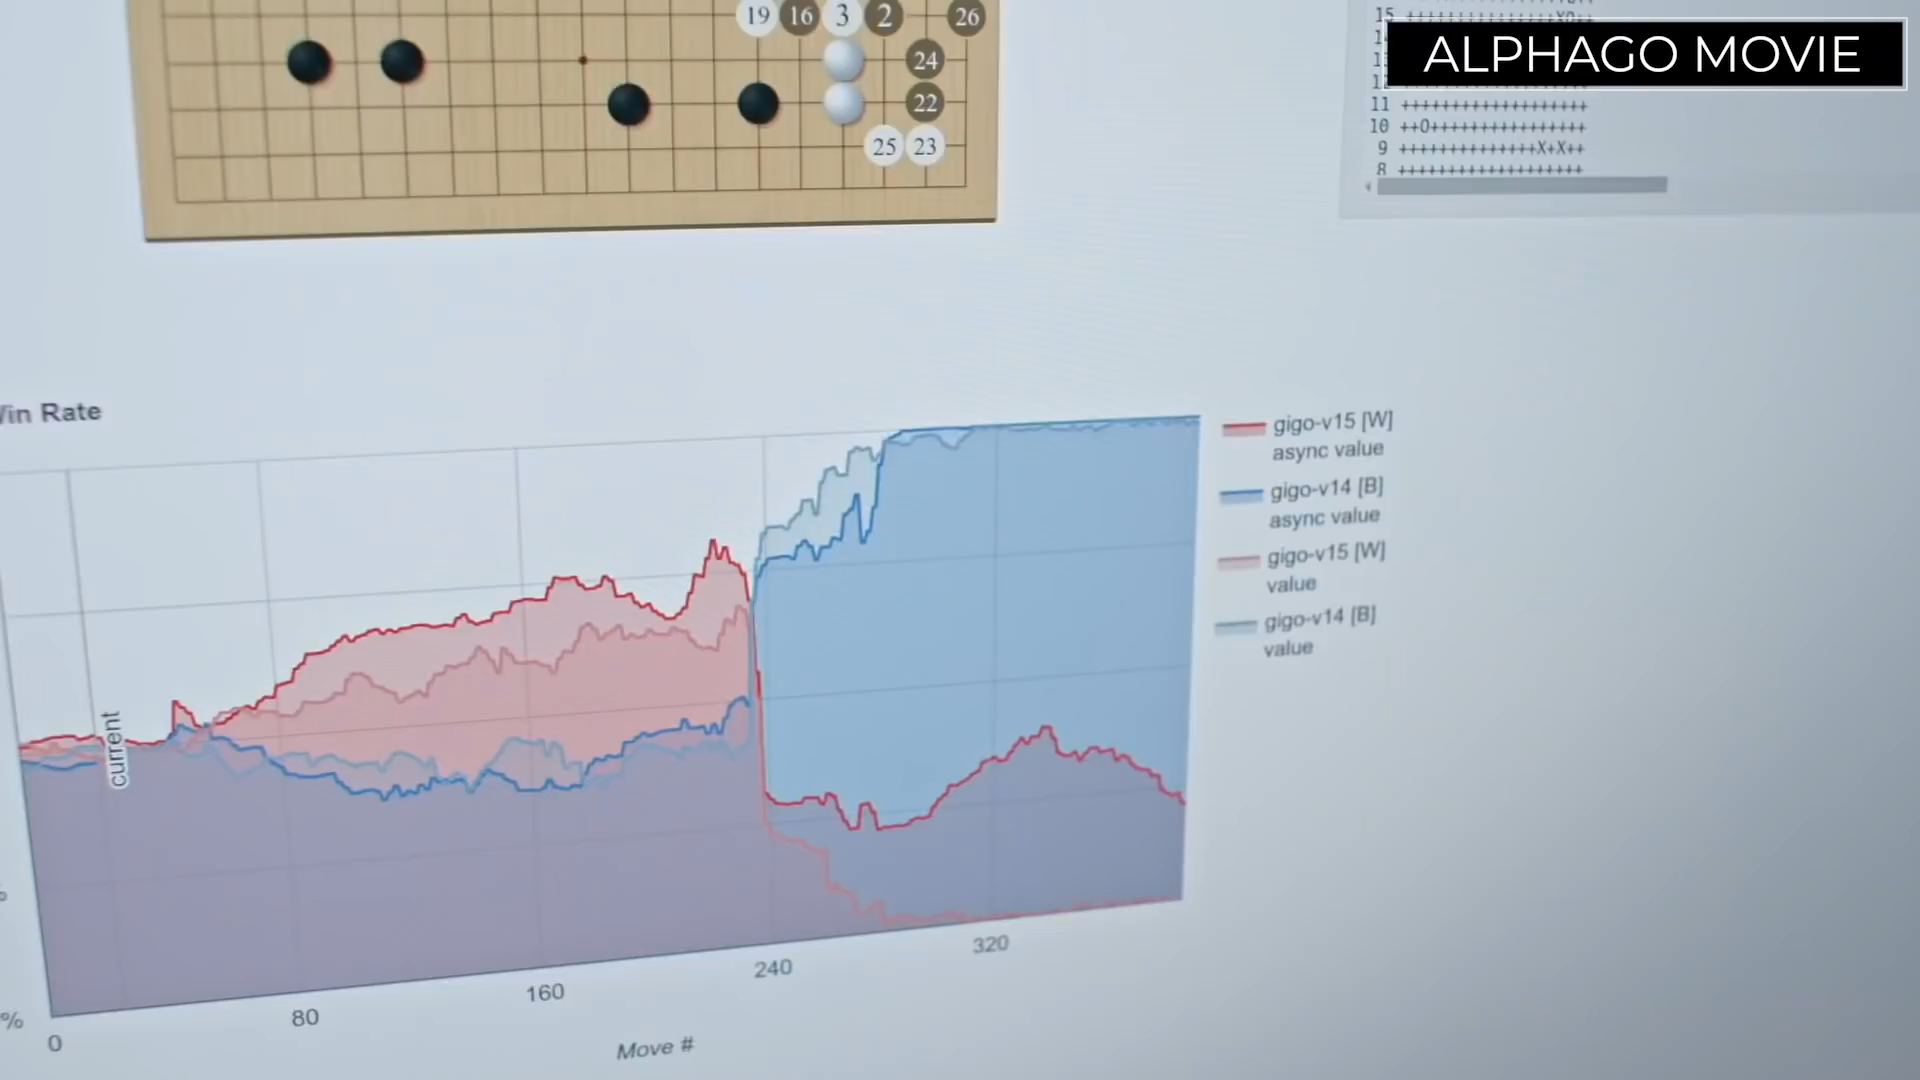 19 16 3 2 26
24
22
25 23
ALPHAGO MOVIE
15
11 +++++++++++++++++++
10 ++O++++++++++++++++
9 ++++++++++++++X+X++
8 +++++++++++++++++++
Win Rate
gigo-v15 [W]
async value
gigo-v14 [B]
async value
gigo-v15 [W]
value
gigo-v14 [B]
value
current
%
%
0 80 160 240 320
Move #